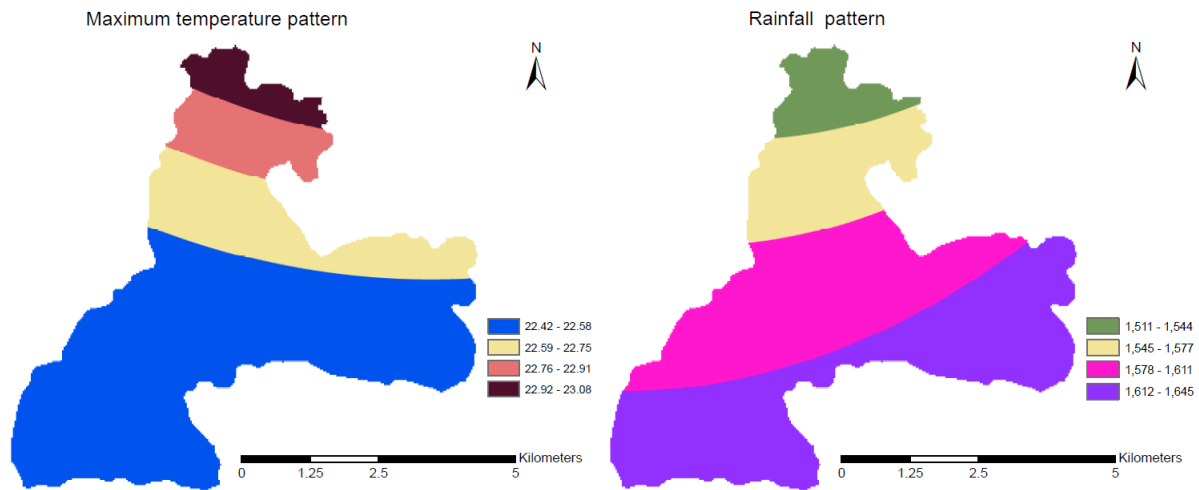 Maximum temperature pattern
N
22.42 - 22.58
22.59 - 22.75
22.76 - 22.91
22.92 - 23.08
Kilometers
0 1.25 2.5 5
Rainfall pattern
N
1,511 - 1,544
1,545 - 1,577
1,578 - 1,611
1,612 - 1,645
Kilometers
0 1.25 2.5 5